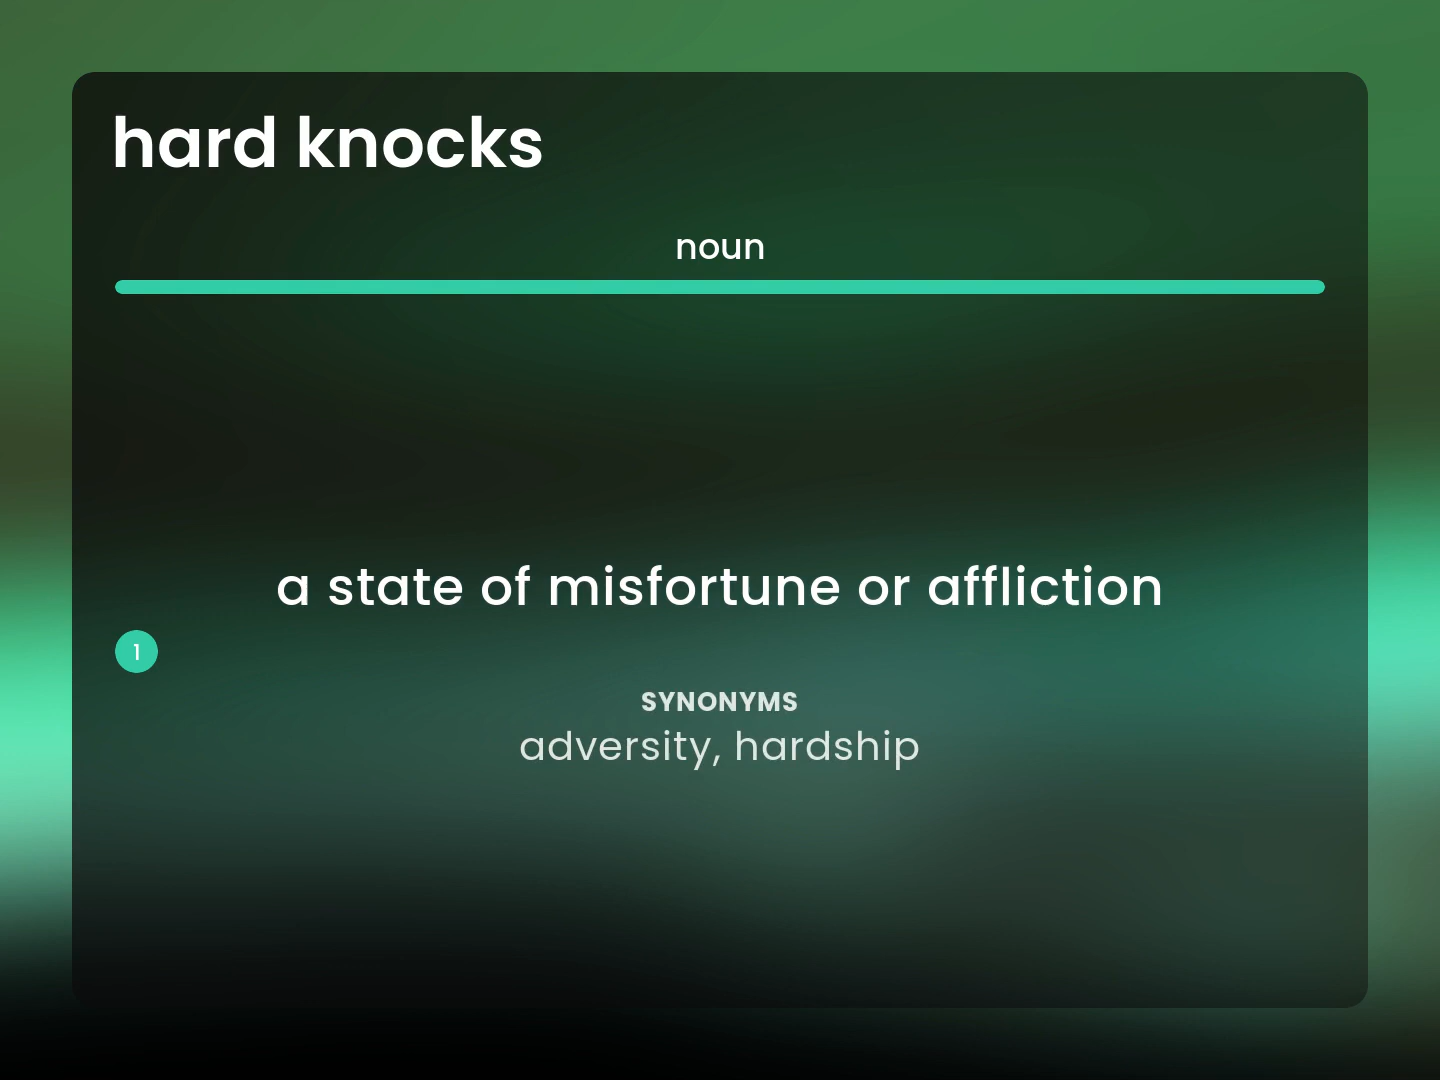 hard knocks
noun
a state of misfortune or affliction
1
SYNONYMS
adversity, hardship